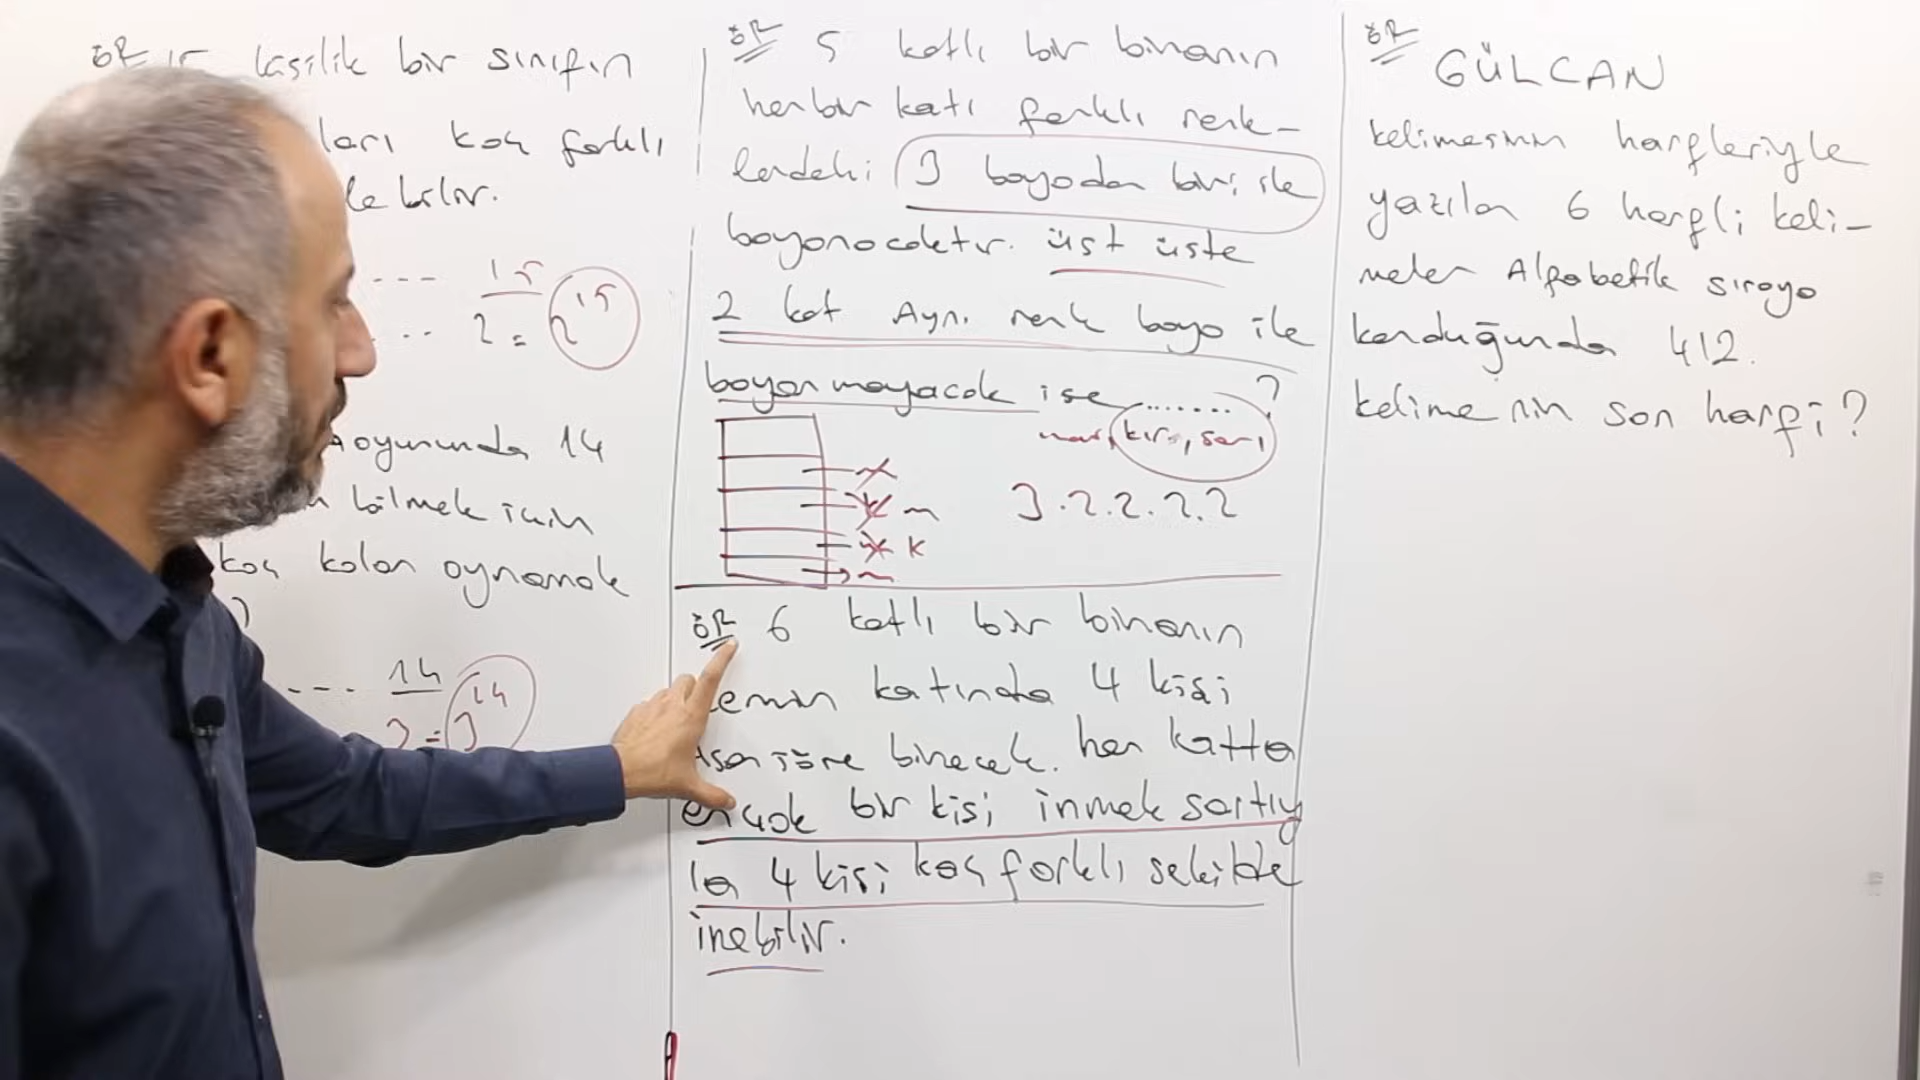 ÖR 15 kişilik bir sınıfın
ları kaç farklı
le bilir.
---- 15
.. 2 = 2^15
oyununda 14
bilmek için
kaç kolon oynamak
?
--- 14
3 = 3^14
ÖR 5 katlı bir binanın
her bir katı farklı renk-
lerdeki 3 boyadan biri ile
boyanacaktır. üst üste
2 kat Aynı renk boya ile
boyanmayacak ise ....... ?
mavi, kırmızı, sarı
3.2.2.2.2
m
K
ÖR 6 katlı bir binanın
zemin katında 4 kişi
Asansöre binecek. her katta
en çok bir kişi inmek şartıy
la 4 kişi kaç farklı şekilde
inebilir.
ÖR
GÜLCAN
kelimesinin harfleriyle
yazılan 6 harfli keli-
meler Alfabetik sıraya
konduğunda 412.
kelimenin son harfi?